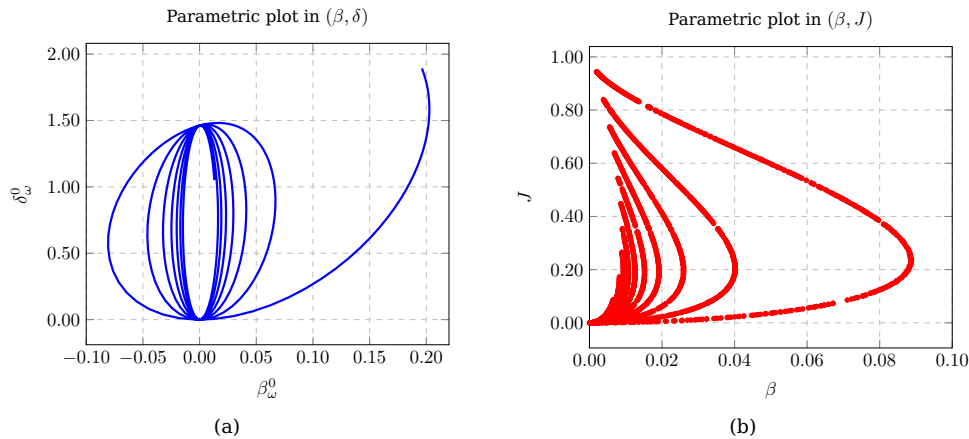 Parametric plot in (β, δ)
2.00
1.50
1.00
0.50
0.00
δ⁰_ω
−0.10 −0.05 0.00 0.05 0.10 0.15 0.20
β⁰_ω
(a)
Parametric plot in (β, J)
1.00
0.80
0.60
0.40
0.20
0.00
J
0.00 0.02 0.04 0.06 0.08 0.10
β
(b)